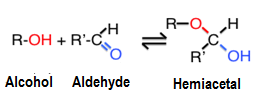 R-O H
R-OH + R'-C H ⇌ C
O R' OH
Alcohol Aldehyde Hemiacetal